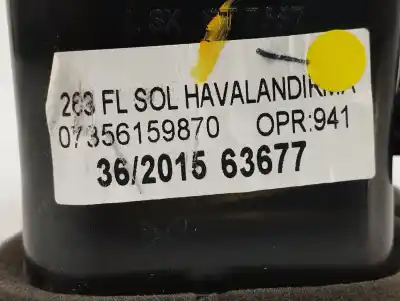 263 FL SOL HAVALANDIRMA
07356159870 OPR:941
36/2015 63677